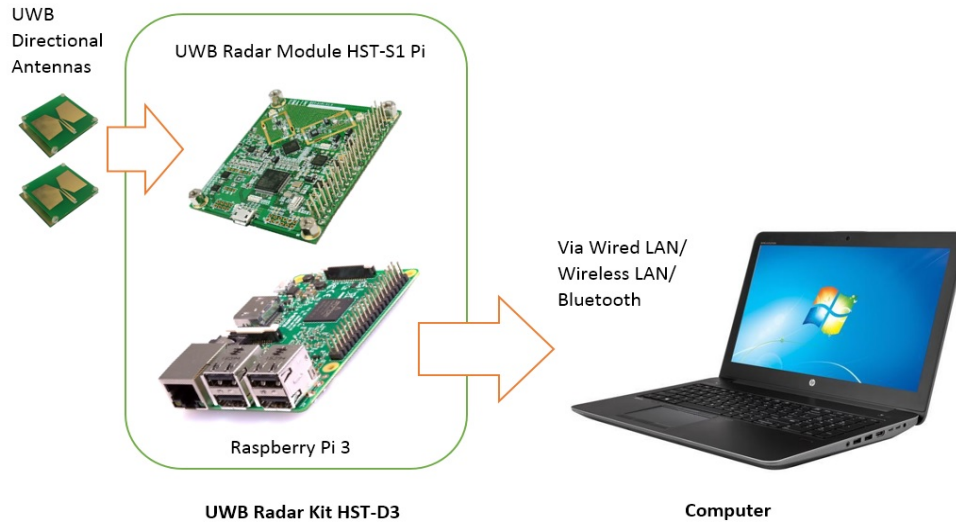 UWB
Directional
Antennas
UWB Radar Module HST-S1 Pi
Raspberry Pi 3
UWB Radar Kit HST-D3
Via Wired LAN/
Wireless LAN/
Bluetooth
hp
Computer